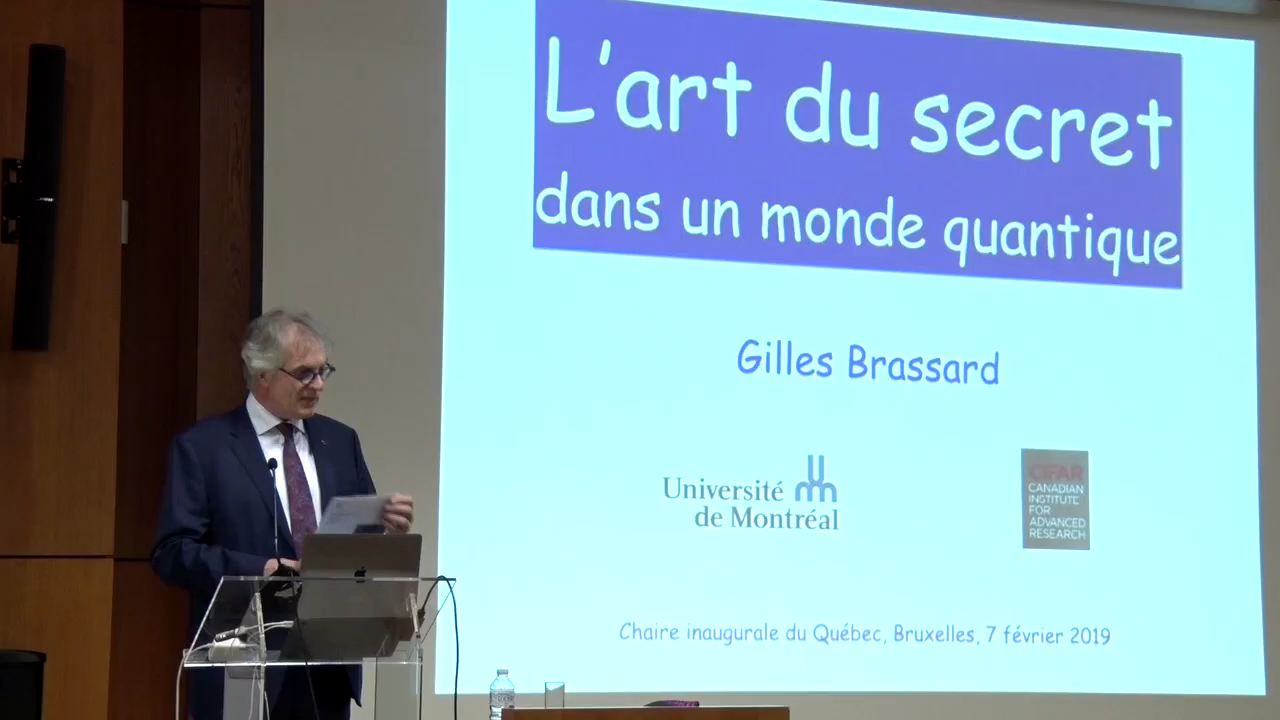 L'art du secret
dans un monde quantique
Gilles Brassard
Université
de Montréal
CIFAR
CANADIAN
INSTITUTE
FOR
ADVANCED
RESEARCH
Chaire inaugurale du Québec, Bruxelles, 7 février 2019